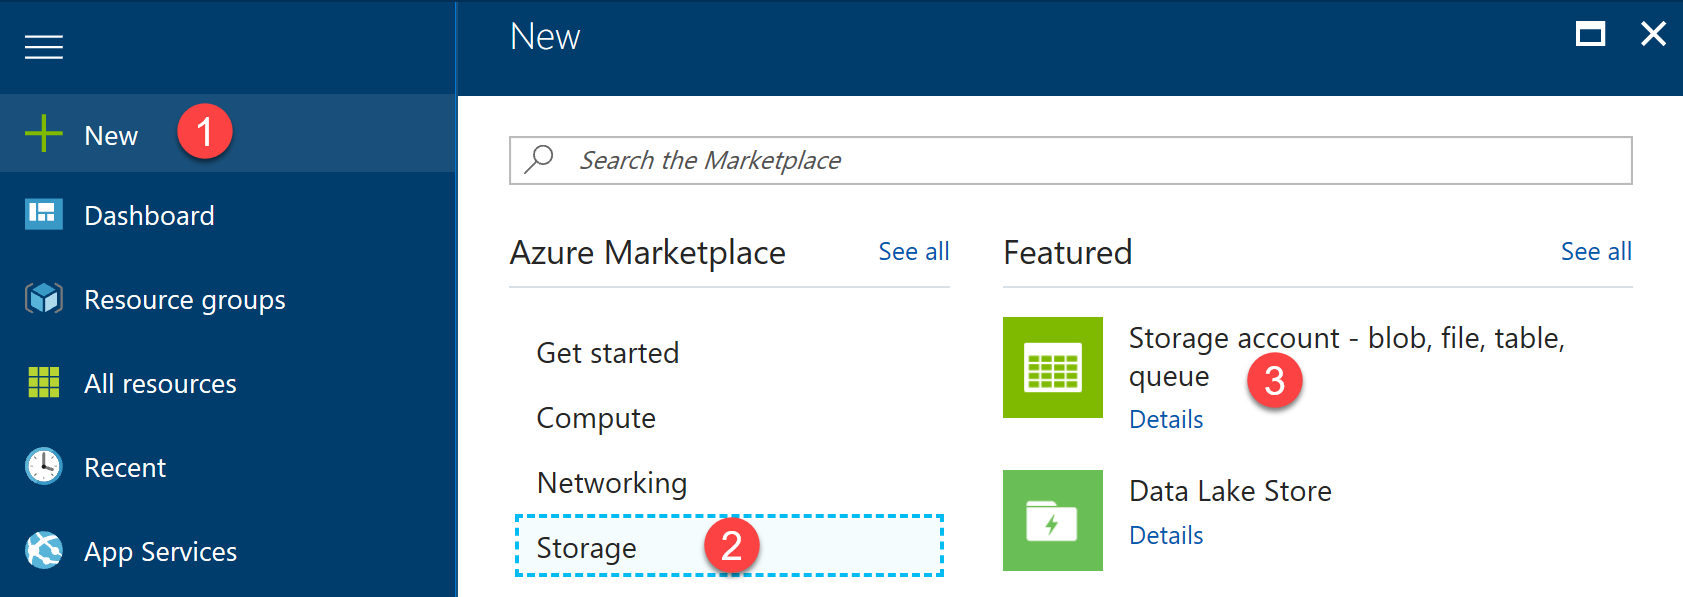 New
1
Dashboard
Resource groups
All resources
Recent
App Services
New
Search the Marketplace
Azure Marketplace
See all
Get started
Compute
Networking
Storage
2
Featured
See all
Storage account - blob, file, table,
queue
3
Details
Data Lake Store
Details